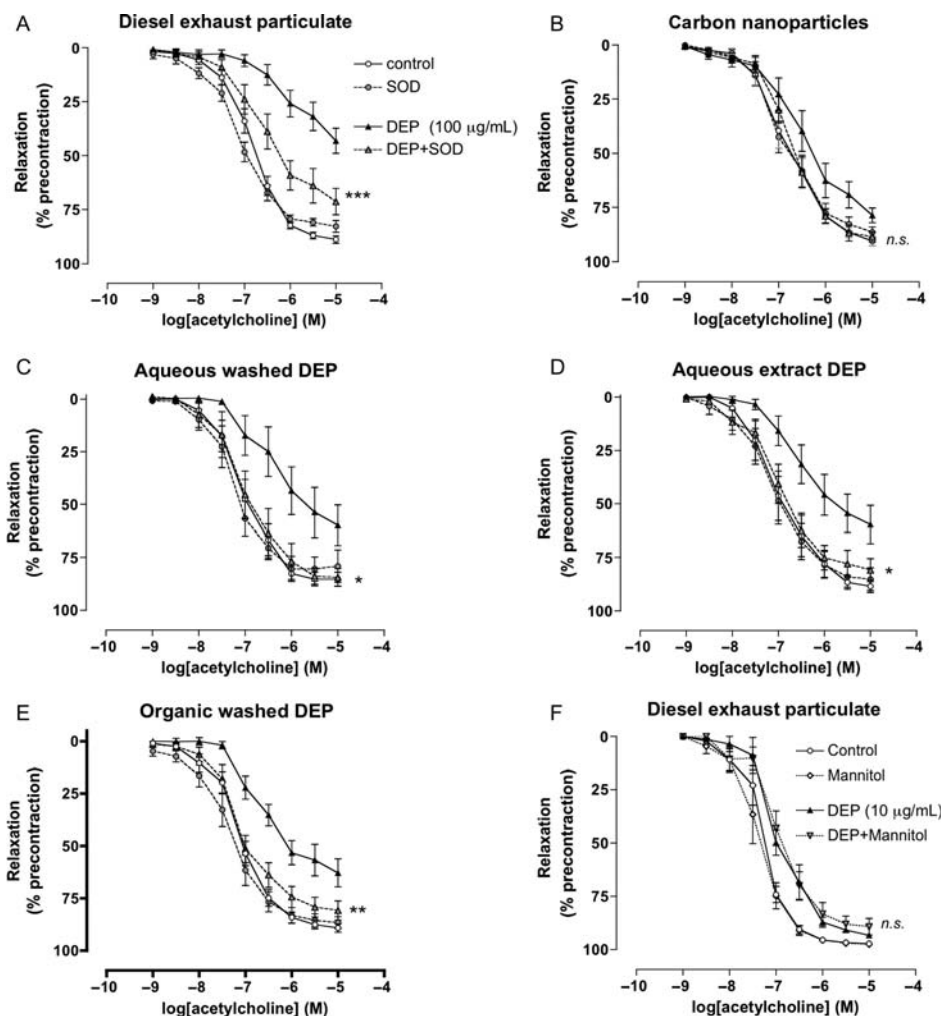 A
Diesel exhaust particulate
0
25
50
75
100
Relaxation
(% precontraction)
control
SOD
DEP (100 μg/mL)
DEP+SOD
***
−10 −9 −8 −7 −6 −5 −4
log[acetylcholine] (M)
B
Carbon nanoparticles
0
25
50
75
100
Relaxation
(% precontraction)
n.s.
−10 −9 −8 −7 −6 −5 −4
log[acetylcholine] (M)
C
Aqueous washed DEP
0
25
50
75
100
Relaxation
(% precontraction)
*
−10 −9 −8 −7 −6 −5 −4
log[acetylcholine] (M)
D
Aqueous extract DEP
0
25
50
75
100
Relaxation
(% precontraction)
*
−10 −9 −8 −7 −6 −5 −4
log[acetylcholine] (M)
E
Organic washed DEP
0
25
50
75
100
Relaxation
(% precontraction)
**
−10 −9 −8 −7 −6 −5 −4
log[acetylcholine] (M)
F
Diesel exhaust particulate
0
25
50
75
100
Relaxation
(% precontraction)
Control
Mannitol
DEP (10 μg/mL)
DEP+Mannitol
n.s.
−10 −9 −8 −7 −6 −5 −4
log[acetylcholine] (M)